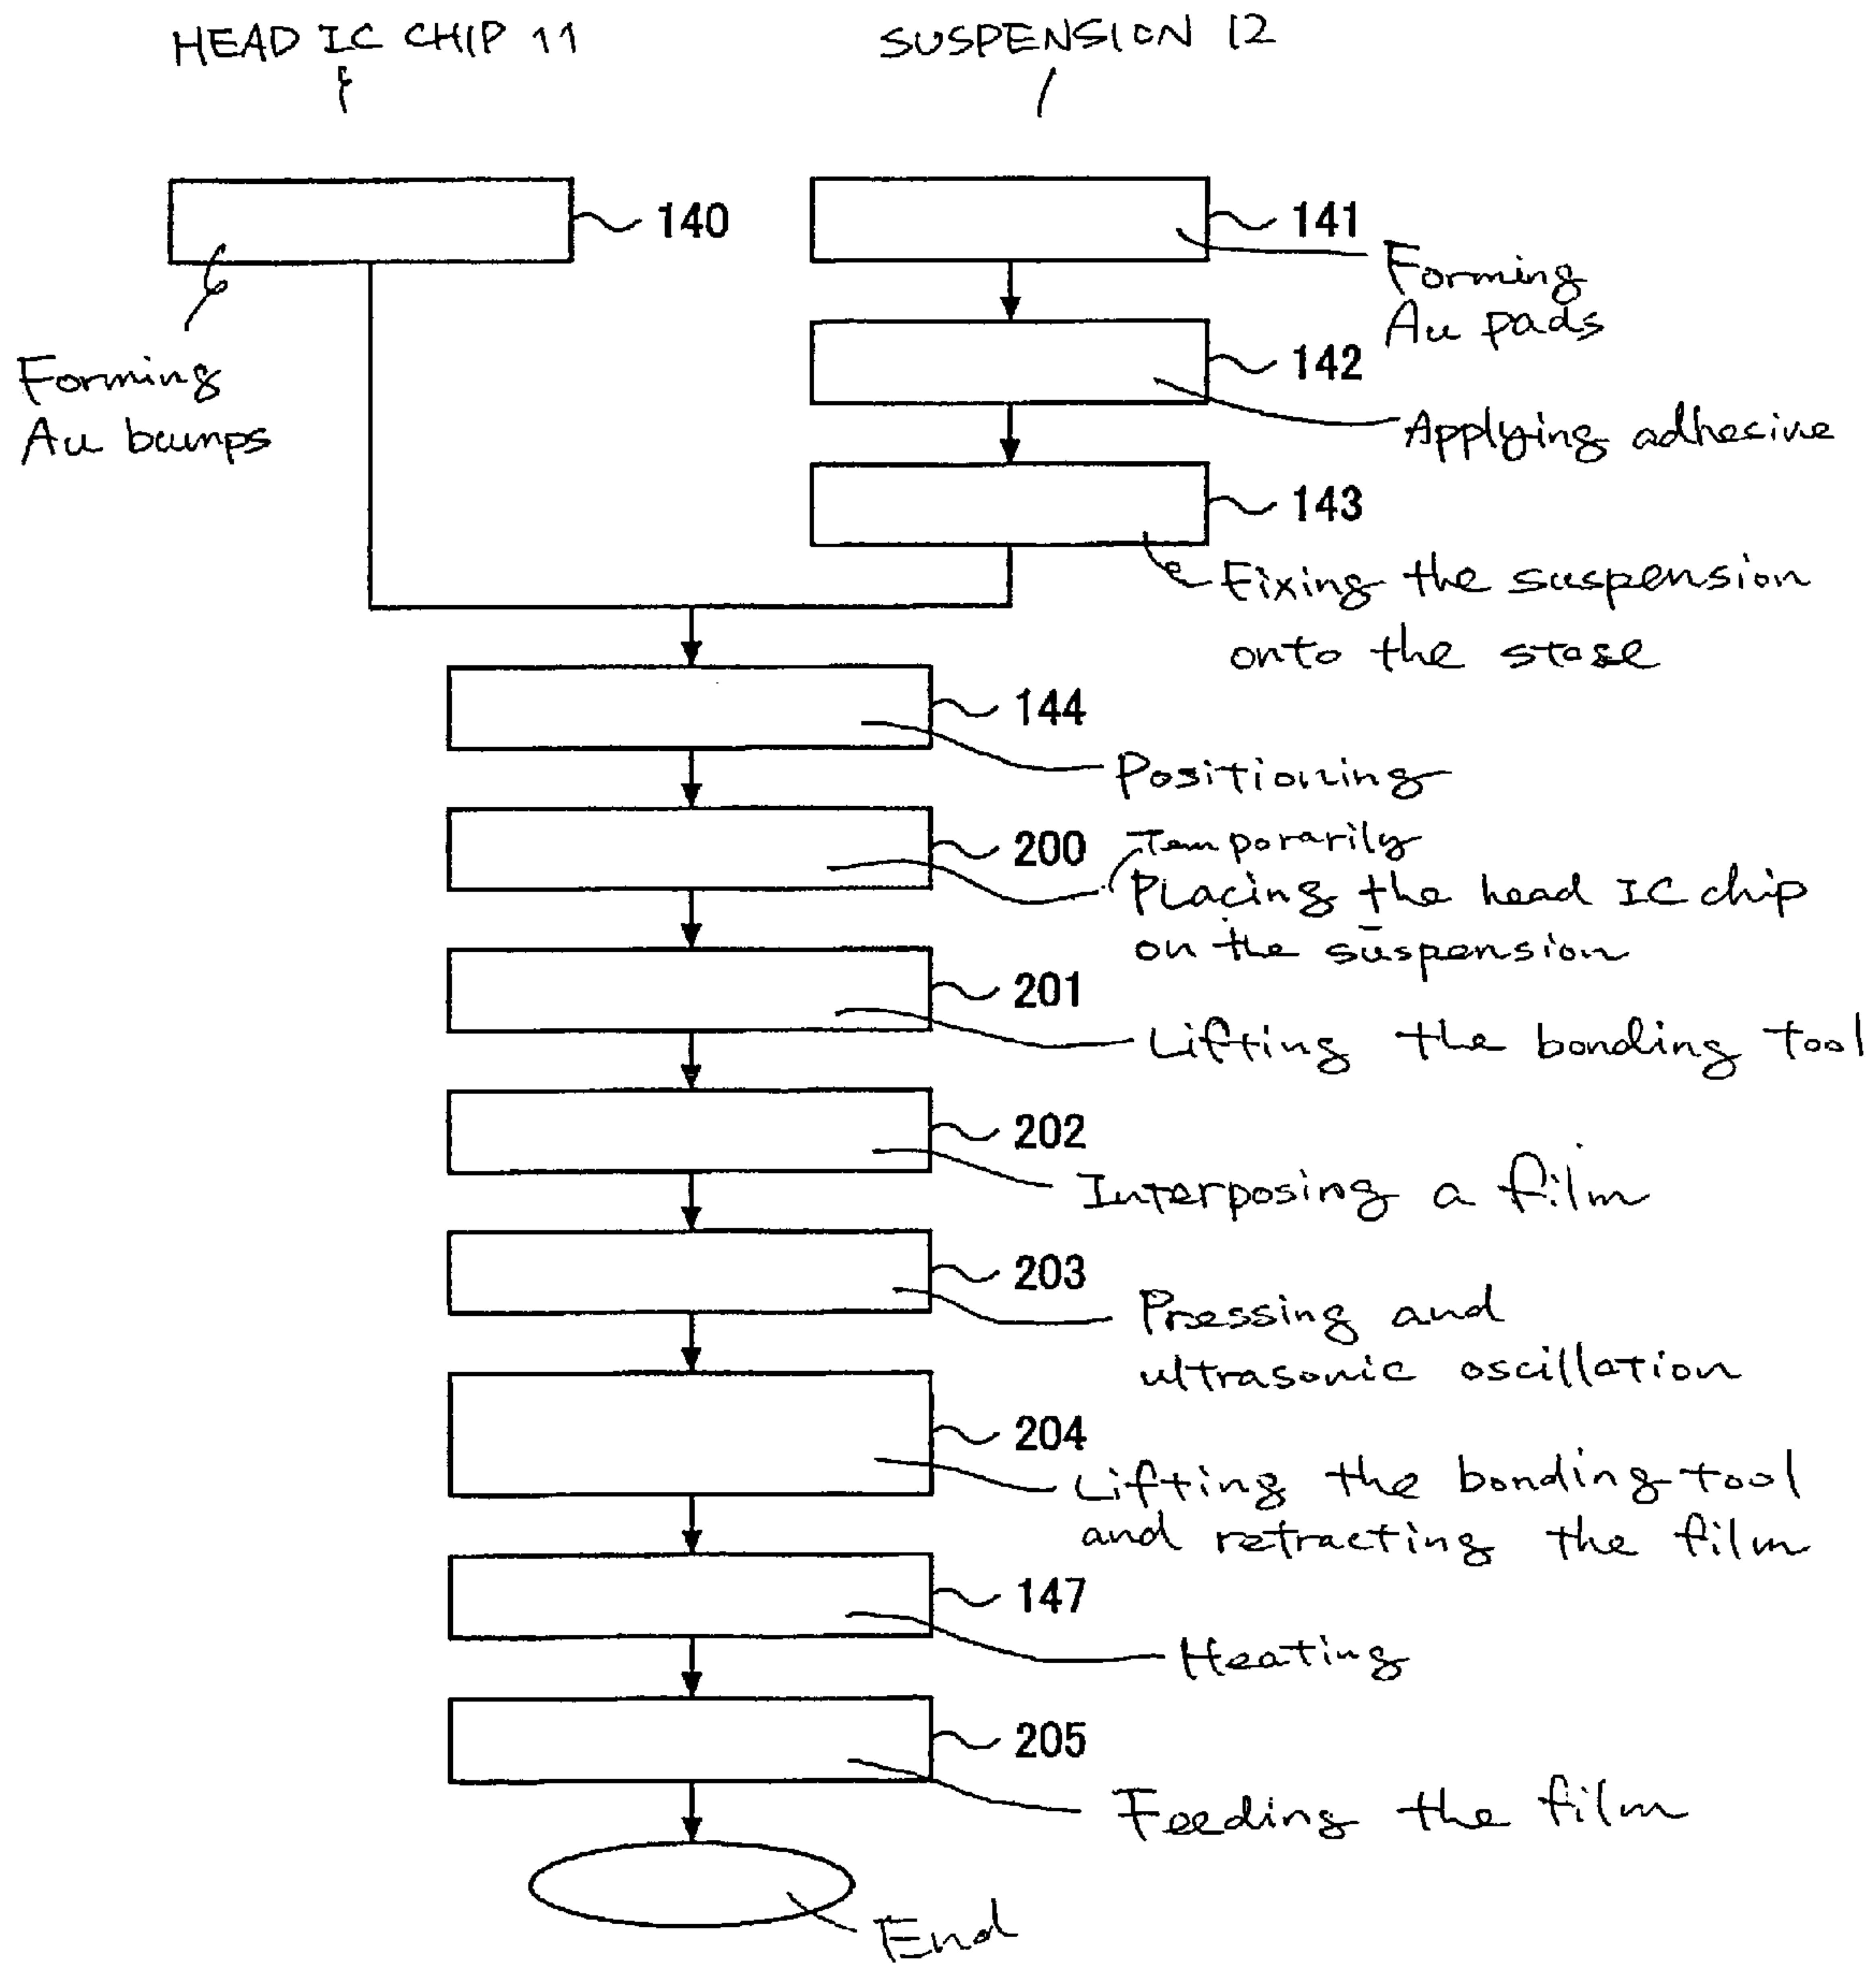 HEAD IC CHIP 11
SUSPENSION 12
140
141
Forming
Au pads
Forming
Au bumps
142
Applying adhesive
143
Fixing the suspension
onto the stage
144
Positioning
200
Temporarily
Placing the head IC chip
on the suspension
201
Lifting the bonding tool
202
Interposing a film
203
Pressing and
ultrasonic oscillation
204
Lifting the bonding tool
and retracting the film
147
Heating
205
Feeding the film
End